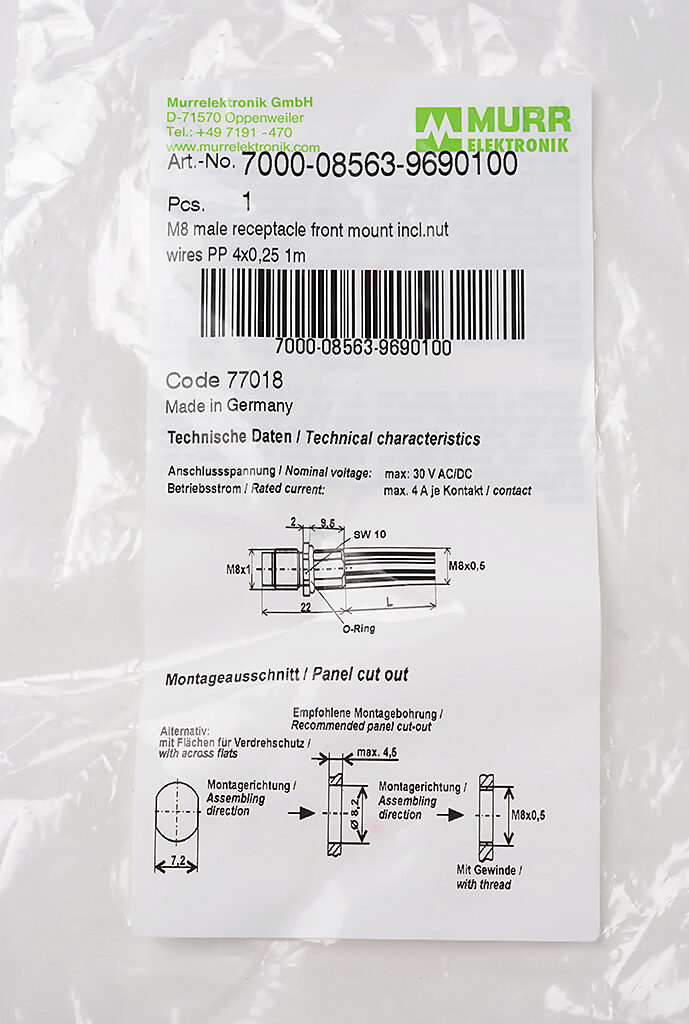 Murrelektronik GmbH
D-71570 Oppenweiler
Tel.: +49 7191 -470
www.murrelektronik.com
MURR
ELEKTRONIK
Art.-No. 7000-08563-9690100
Pcs. 1
M8 male receptacle front mount incl.nut
wires PP 4x0,25 1m
7000-08563-9690100
Code 77018
Made in Germany
Technische Daten / Technical characteristics
Anschlussspannung / Nominal voltage: max: 30 V AC/DC
Betriebsstrom / Rated current: max. 4 A je Kontakt / contact
2 9,5
SW 10
M8x1
M8x0,5
22 L
O-Ring
Montageausschnitt / Panel cut out
Empfohlene Montagebohrung /
Recommended panel cut-out
Alternativ:
mit Flächen für Verdrehschutz /
with across flats
max. 4,5
Montagerichtung /
Assembling
direction
Ø 8,2
Montagerichtung /
Assembling
direction
M8x0,5
7,2
Mit Gewinde /
with thread